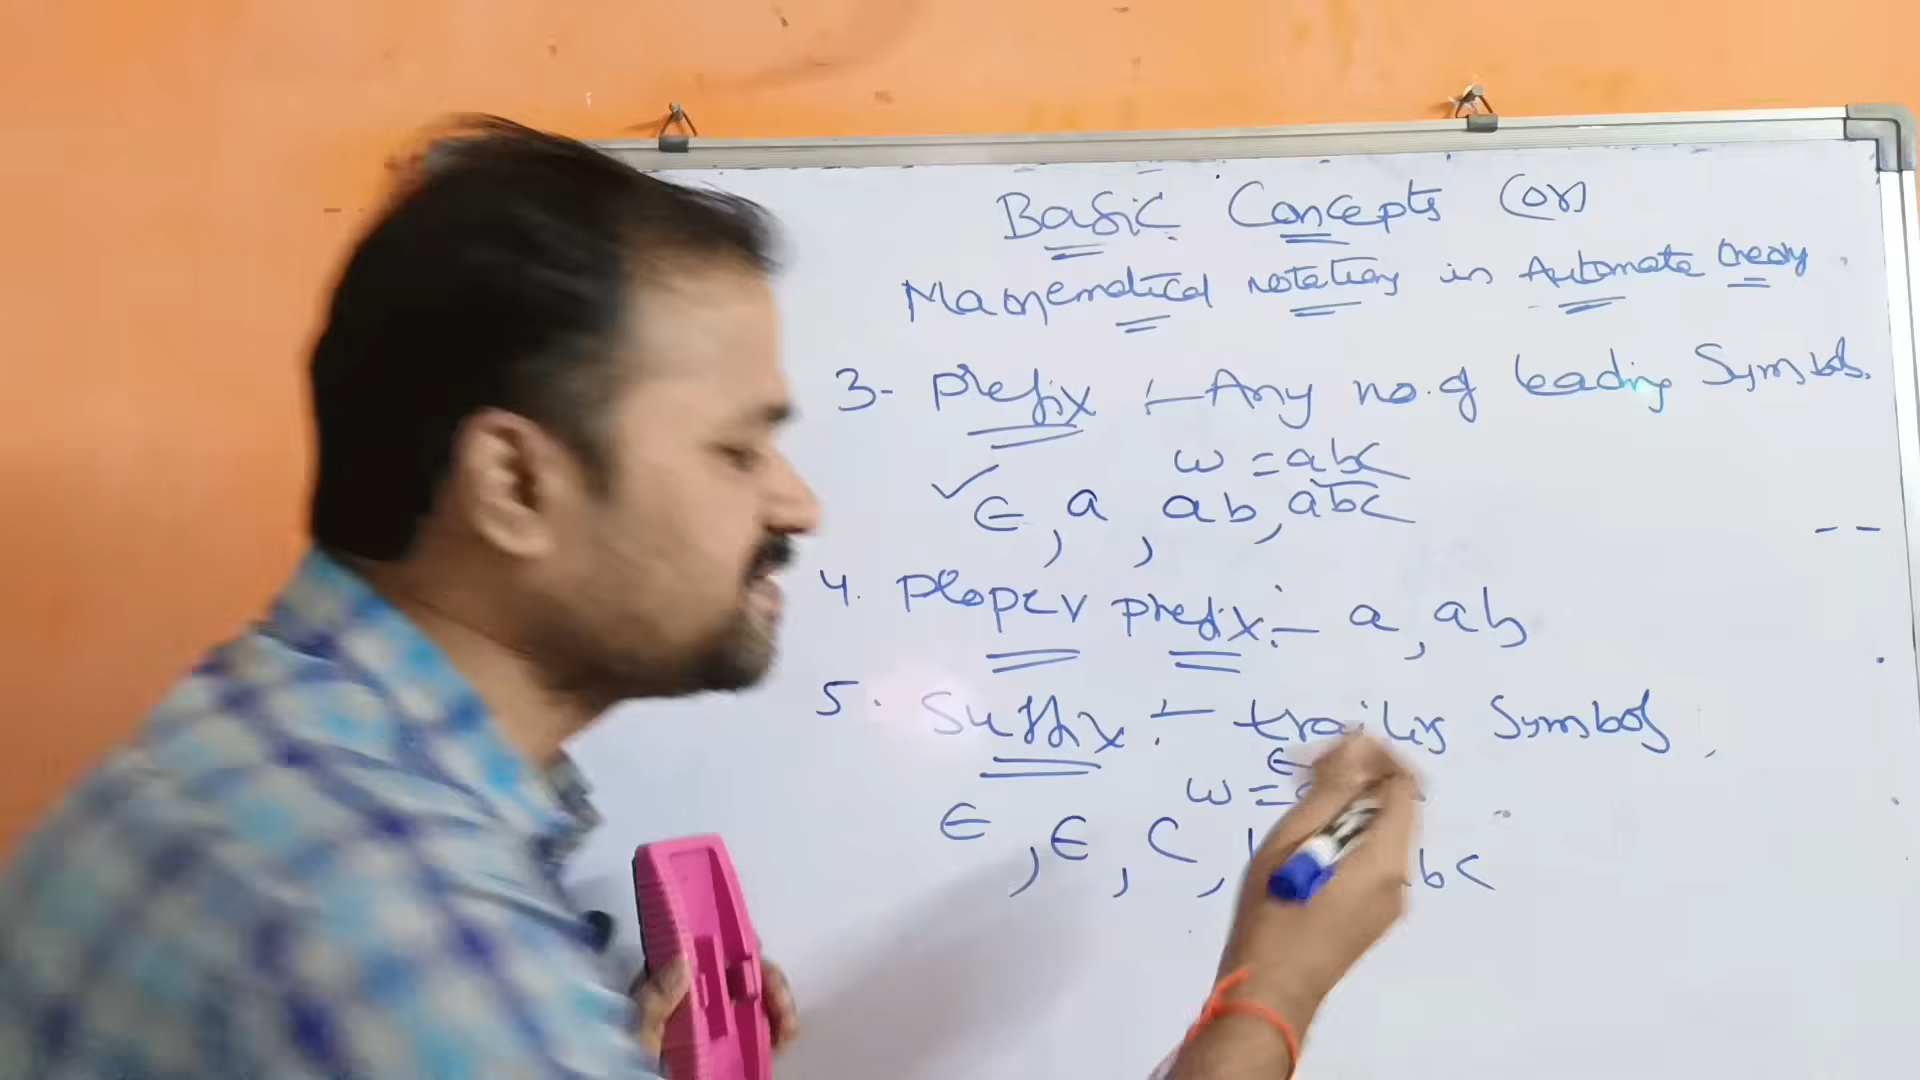 Basic Concepts (or)
Mathematical notations in Automata theory
3- Prefix :- Any no. of leading Symbols.
w = abc
✓ ∈, a, ab, abc
4. Proper prefix :- a, ab
5. Suffix :- trailing Symbols
∈
w =
∈, ∈, C, bc